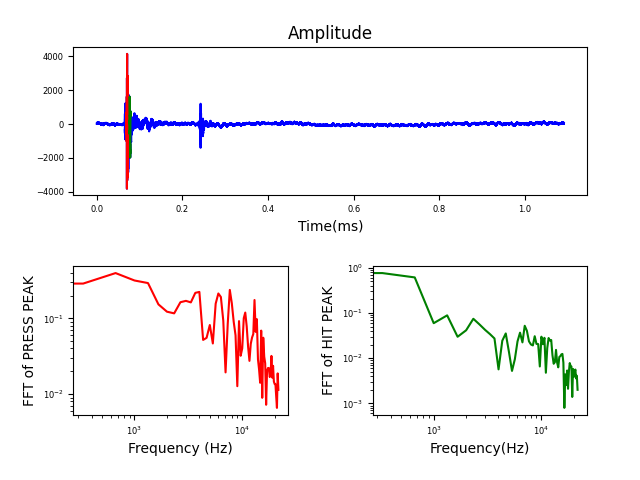 Amplitude
4000
2000
0
−2000
−4000
0.0 0.2 0.4 0.6 0.8 1.0
Time(ms)
FFT of PRESS PEAK
10⁻¹
10⁻²
10³ 10⁴
Frequency (Hz)
FFT of HIT PEAK
10⁰
10⁻¹
10⁻²
10⁻³
10³ 10⁴
Frequency(Hz)